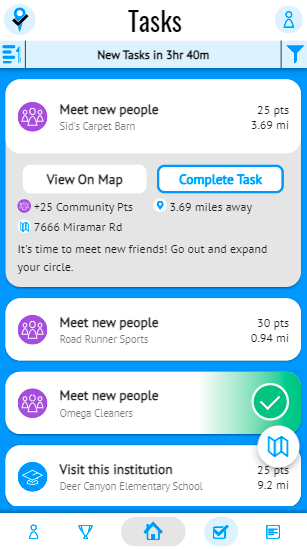 Tasks
New Tasks in 3hr 40m
Meet new people
25 pts
Sid's Carpet Barn
3.69 mi
View On Map
Complete Task
+25 Community Pts
3.69 miles away
7666 Miramar Rd
It's time to meet new friends! Go out and expand
your circle.
Meet new people
30 pts
Road Runner Sports
0.94 mi
Meet new people
Omega Cleaners
Visit this institution
25 pts
Deer Canyon Elementary School
9.2 mi